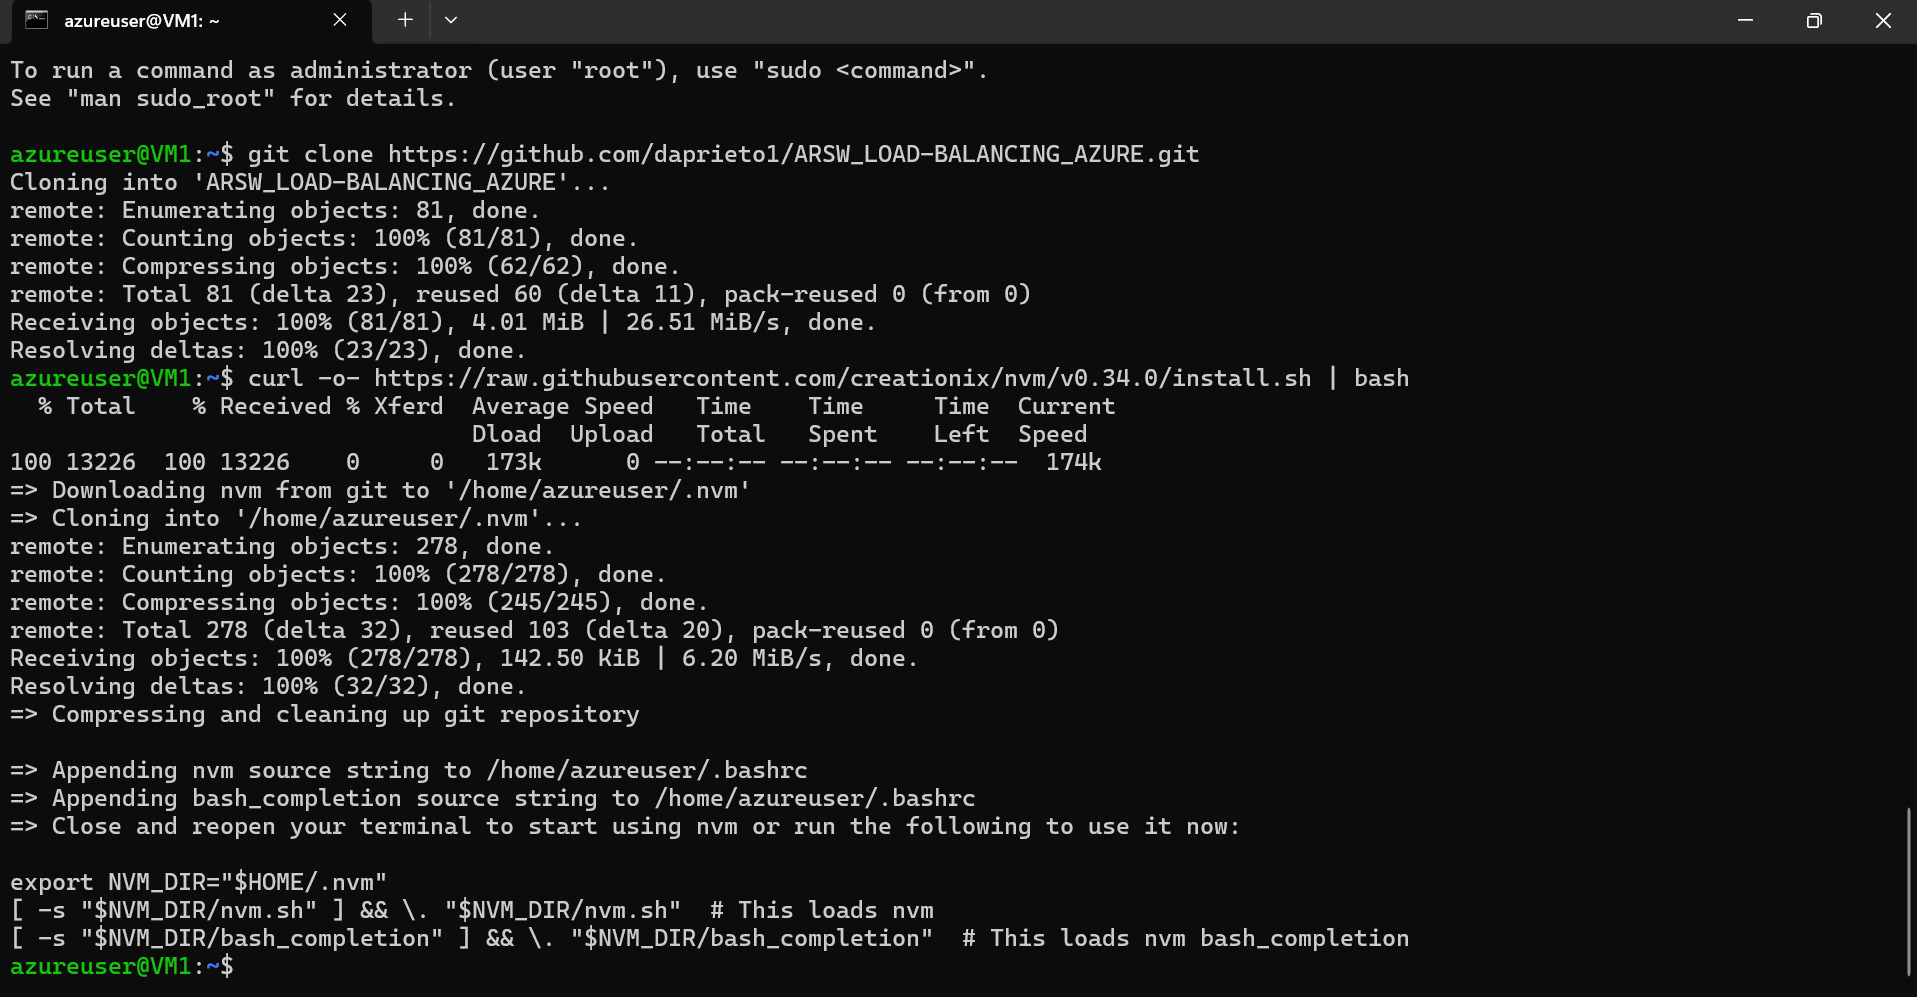 azureuser@VM1: ~
To run a command as administrator (user "root"), use "sudo <command>".
See "man sudo_root" for details.
azureuser@VM1:~$ git clone https://github.com/daprieto1/ARSW_LOAD-BALANCING_AZURE.git
Cloning into 'ARSW_LOAD-BALANCING_AZURE'...
remote: Enumerating objects: 81, done.
remote: Counting objects: 100% (81/81), done.
remote: Compressing objects: 100% (62/62), done.
remote: Total 81 (delta 23), reused 60 (delta 11), pack-reused 0 (from 0)
Receiving objects: 100% (81/81), 4.01 MiB | 26.51 MiB/s, done.
Resolving deltas: 100% (23/23), done.
azureuser@VM1:~$ curl -o- https://raw.githubusercontent.com/creationix/nvm/v0.34.0/install.sh | bash
  % Total    % Received % Xferd  Average Speed   Time    Time     Time  Current
                                 Dload  Upload   Total   Spent    Left  Speed
100 13226  100 13226    0     0   173k      0 --:--:-- --:--:-- --:--:--  174k
=> Downloading nvm from git to '/home/azureuser/.nvm'
=> Cloning into '/home/azureuser/.nvm'...
remote: Enumerating objects: 278, done.
remote: Counting objects: 100% (278/278), done.
remote: Compressing objects: 100% (245/245), done.
remote: Total 278 (delta 32), reused 103 (delta 20), pack-reused 0 (from 0)
Receiving objects: 100% (278/278), 142.50 KiB | 6.20 MiB/s, done.
Resolving deltas: 100% (32/32), done.
=> Compressing and cleaning up git repository
=> Appending nvm source string to /home/azureuser/.bashrc
=> Appending bash_completion source string to /home/azureuser/.bashrc
=> Close and reopen your terminal to start using nvm or run the following to use it now:
export NVM_DIR="$HOME/.nvm"
[ -s "$NVM_DIR/nvm.sh" ] && \. "$NVM_DIR/nvm.sh"  # This loads nvm
[ -s "$NVM_DIR/bash_completion" ] && \. "$NVM_DIR/bash_completion"  # This loads nvm bash_completion
azureuser@VM1:~$